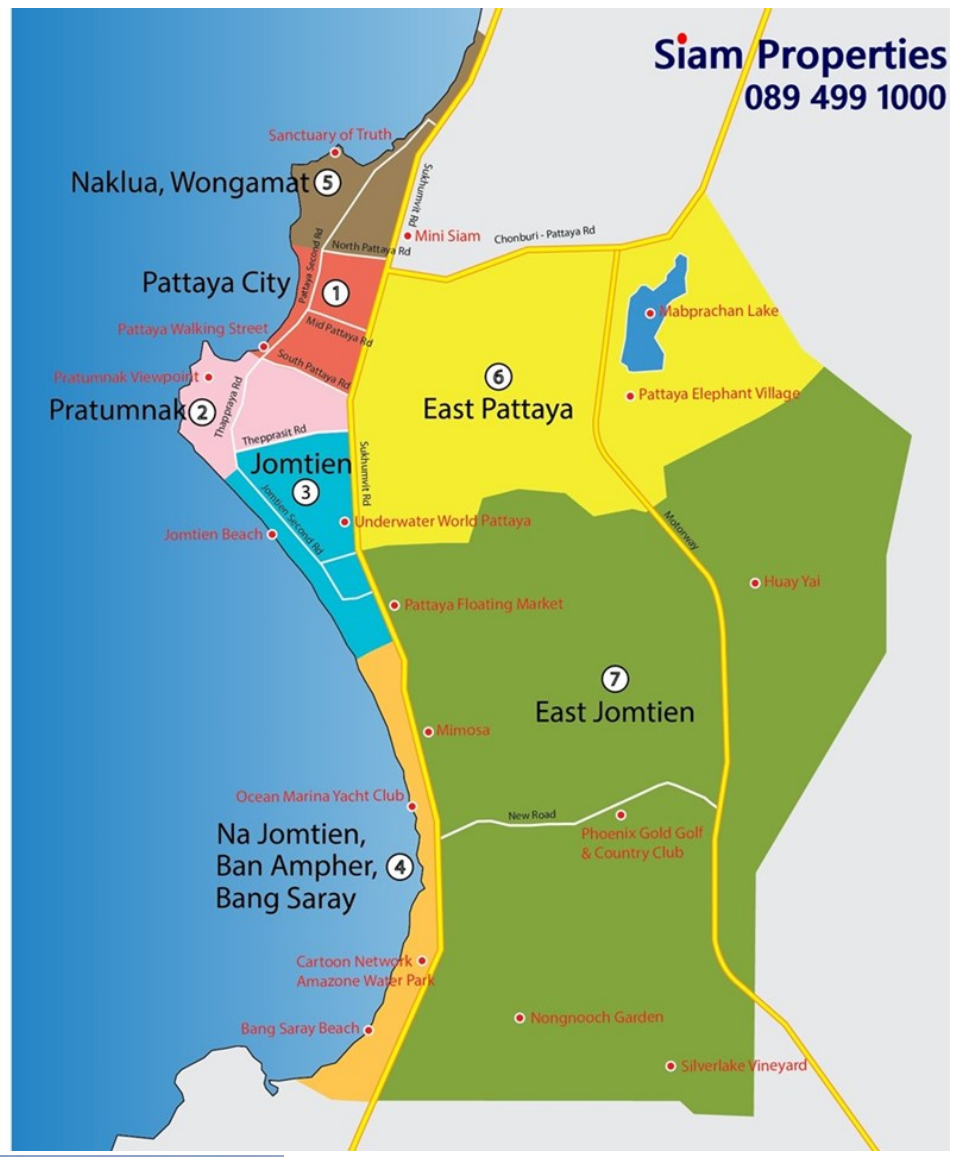 Siam Properties
089 499 1000
Sanctuary of Truth
Naklua, Wongamat 5
Sukhumvit Rd
Mini Siam
Chonburi - Pattaya Rd
North Pattaya Rd
Pattaya Second Rd
Pattaya City
1
Mabprachan Lake
Pattaya Walking Street
Mid Pattaya Rd
South Pattaya Rd
Pratumnak Viewpoint
6
East Pattaya
Pattaya Elephant Village
Pratumnak 2
Thappraya Rd
Thepprasit Rd
Jomtien
3
Sukhumvit Rd
Jomtien Second Rd
Underwater World Pattaya
Jomtien Beach
Motorway
Huay Yai
Pattaya Floating Market
7
East Jomtien
Mimosa
Ocean Marina Yacht Club
New Road
Phoenix Gold Golf
& Country Club
Na Jomtien,
Ban Ampher, 4
Bang Saray
Cartoon Network
Amazone Water Park
Nongnooch Garden
Bang Saray Beach
Silverlake Vineyard